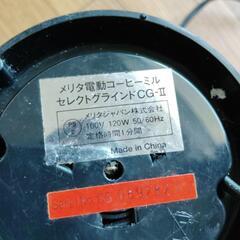 メリタ電動コーヒーミル
セレクトグラインドCG-II
メリタジャパン株式会社
100V 120W 50/60Hz
定格時間1分間
Made in China